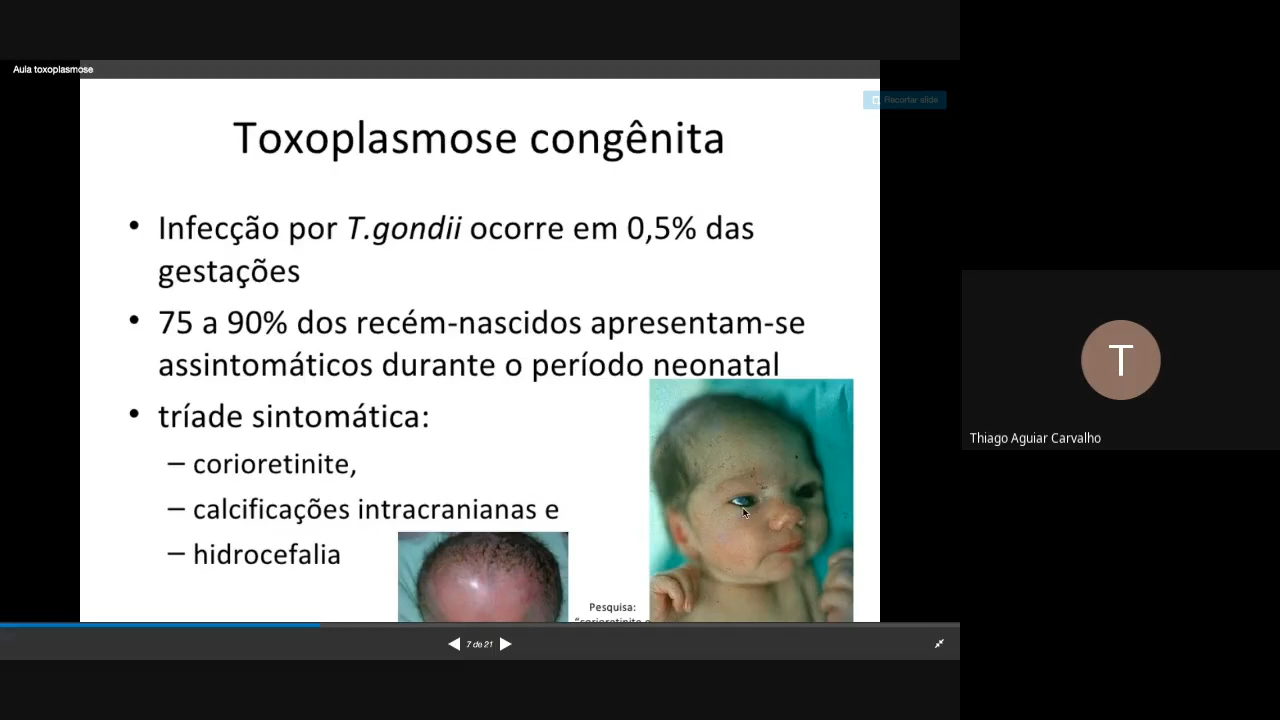 Aula toxoplasmose
Recortar slide
Toxoplasmose congênita
• Infecção por T.gondii ocorre em 0,5% das
gestações
• 75 a 90% dos recém-nascidos apresentam-se
assintomáticos durante o período neonatal
• tríade sintomática:
– corioretinite,
– calcificações intracranianas e
– hidrocefalia
Pesquisa:
7 de 21
T
Thiago Aguiar Carvalho